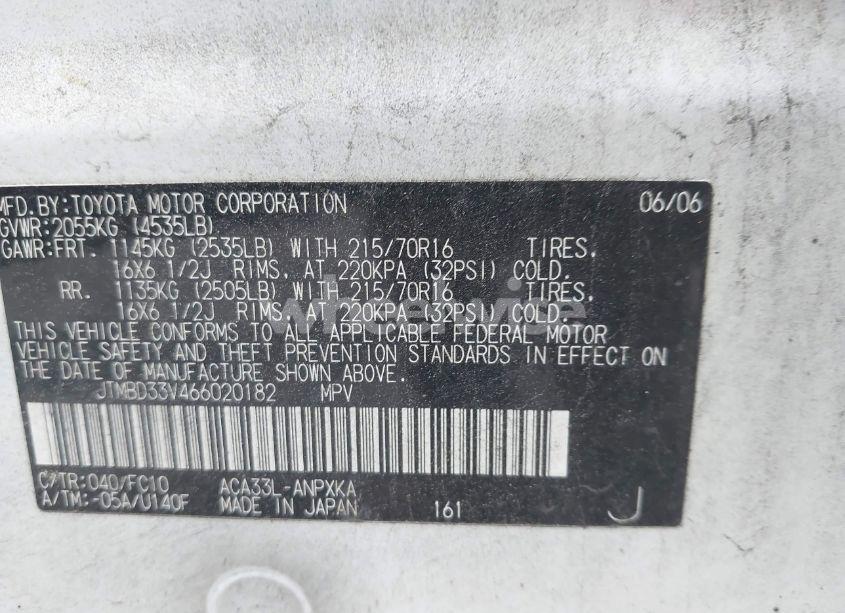 MFD. BY: TOYOTA MOTOR CORPORATION 06/06
GVWR: 2055KG (4535LB)
GAWR: FRT. 1145KG (2535LB) WITH 215/70R16 TIRES,
16X6 1/2J RIMS, AT 220KPA (32PSI) COLD.
RR. 1135KG (2505LB) WITH 215/70R16 TIRES,
16X6 1/2J RIMS, AT 220KPA (32PSI) COLD.
THIS VEHICLE CONFORMS TO ALL APPLICABLE FEDERAL MOTOR
VEHICLE SAFETY AND THEFT PREVENTION STANDARDS IN EFFECT ON
THE DATE OF MANUFACTURE SHOWN ABOVE.
JTMBD33V466020182 MPV
C/TR: 040/FC10 ACA33L-ANPXKA
A/TM: -05A/U140F MADE IN JAPAN 161 J